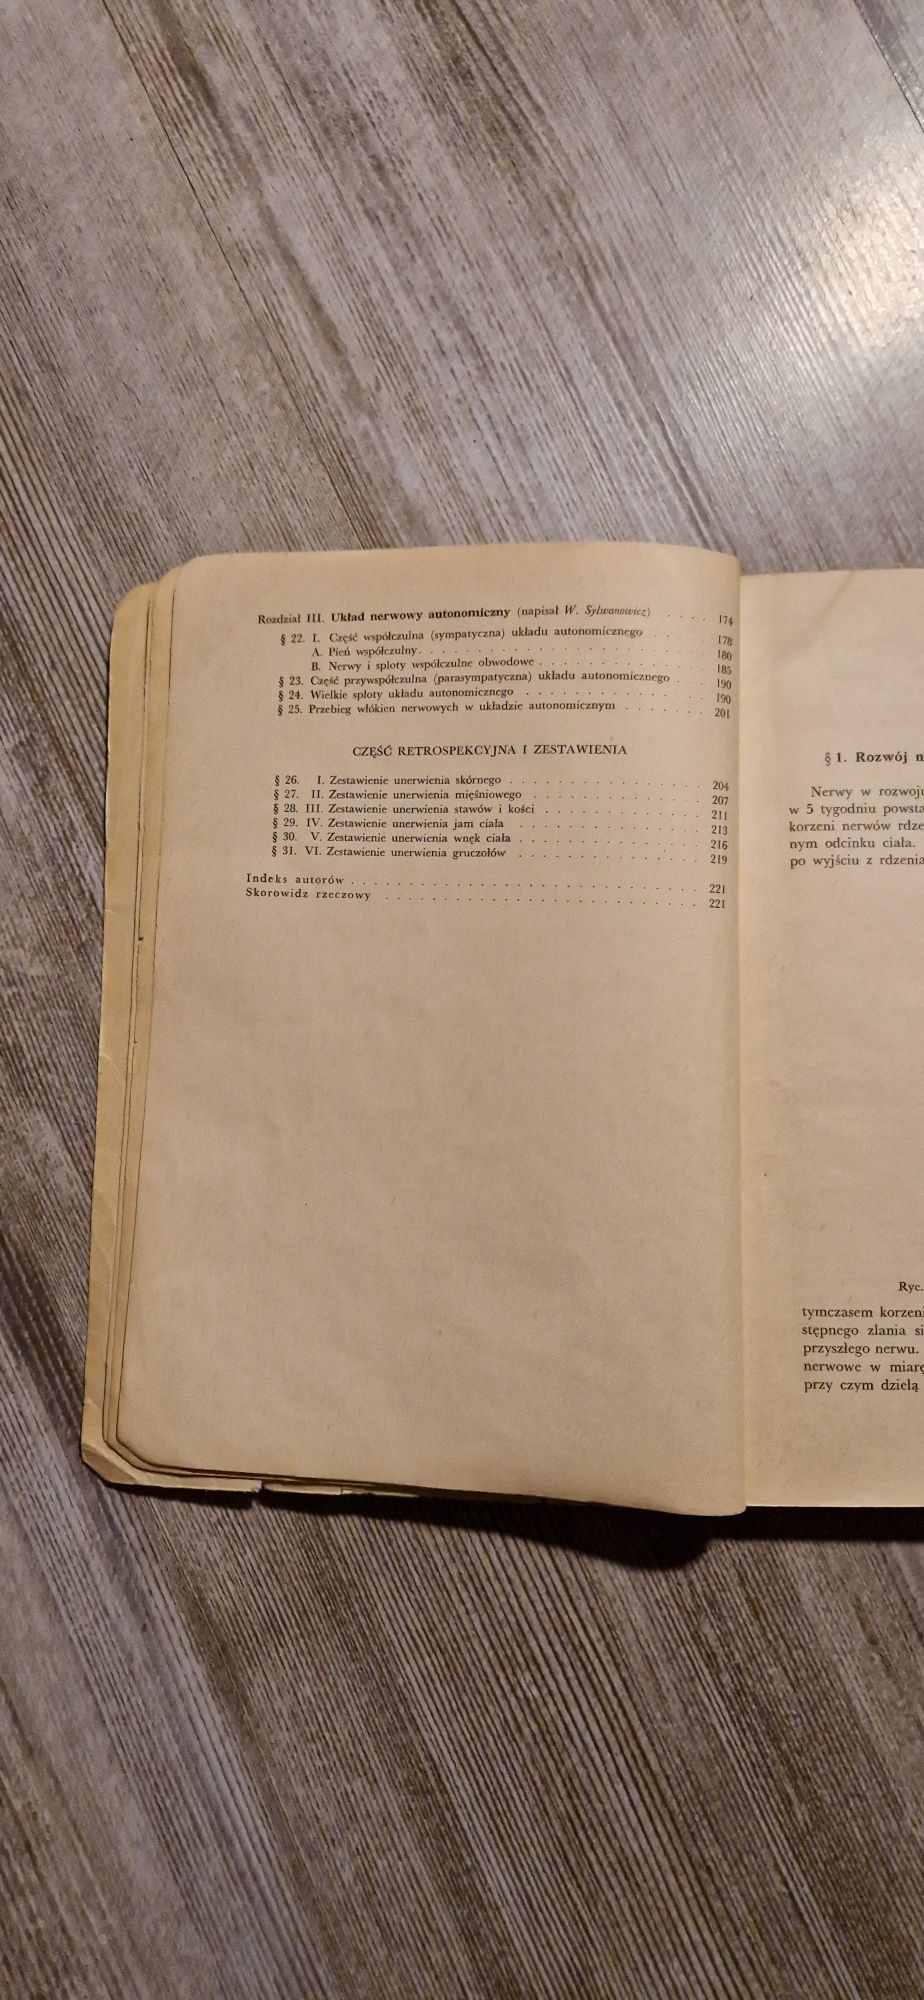 Rozdział III. Układ nerwowy autonomiczny (napisał W. Sylwanowicz) . . . . 174
§ 22. I. Część współczulna (sympatyczna) układu autonomicznego . . . . 178
A. Pień współczulny. . . . . . . . . . . . . . . . . . . . . 180
B. Nerwy i sploty współczulne obwodowe . . . . . . . . . . . . 185
§ 23. Część przywspółczulna (parasympatyczna) układu autonomicznego . . 190
§ 24. Wielkie sploty układu autonomicznego . . . . . . . . . . . . . 190
§ 25. Przebieg włókien nerwowych w układzie autonomicznym . . . . . . . 201
CZĘŚĆ RETROSPEKCYJNA I ZESTAWIENIA
§ 26. I. Zestawienie unerwienia skórnego . . . . . . . . . . . . . . 204
§ 27. II. Zestawienie unerwienia mięśniowego . . . . . . . . . . . . 207
§ 28. III. Zestawienie unerwienia stawów i kości . . . . . . . . . . . 211
§ 29. IV. Zestawienie unerwienia jam ciała . . . . . . . . . . . . . 213
§ 30. V. Zestawienie unerwienia wnęk ciała . . . . . . . . . . . . . 216
§ 31. VI. Zestawienie unerwienia gruczołów . . . . . . . . . . . . . 219
Indeks autorów . . . . . . . . . . . . . . . . . . . . . . . . . 221
Skorowidz rzeczowy . . . . . . . . . . . . . . . . . . . . . . . 221
§ 1. Rozwój n
Nerwy w rozwoju
w 5 tygodniu powsta
korzeni nerwów rdze
nym odcinku ciała.
po wyjściu z rdzenia
Ryc.
tymczasem korzeni
stępnego zlania si
przyszłego nerwu.
nerwowe w miarę
przy czym dzielą